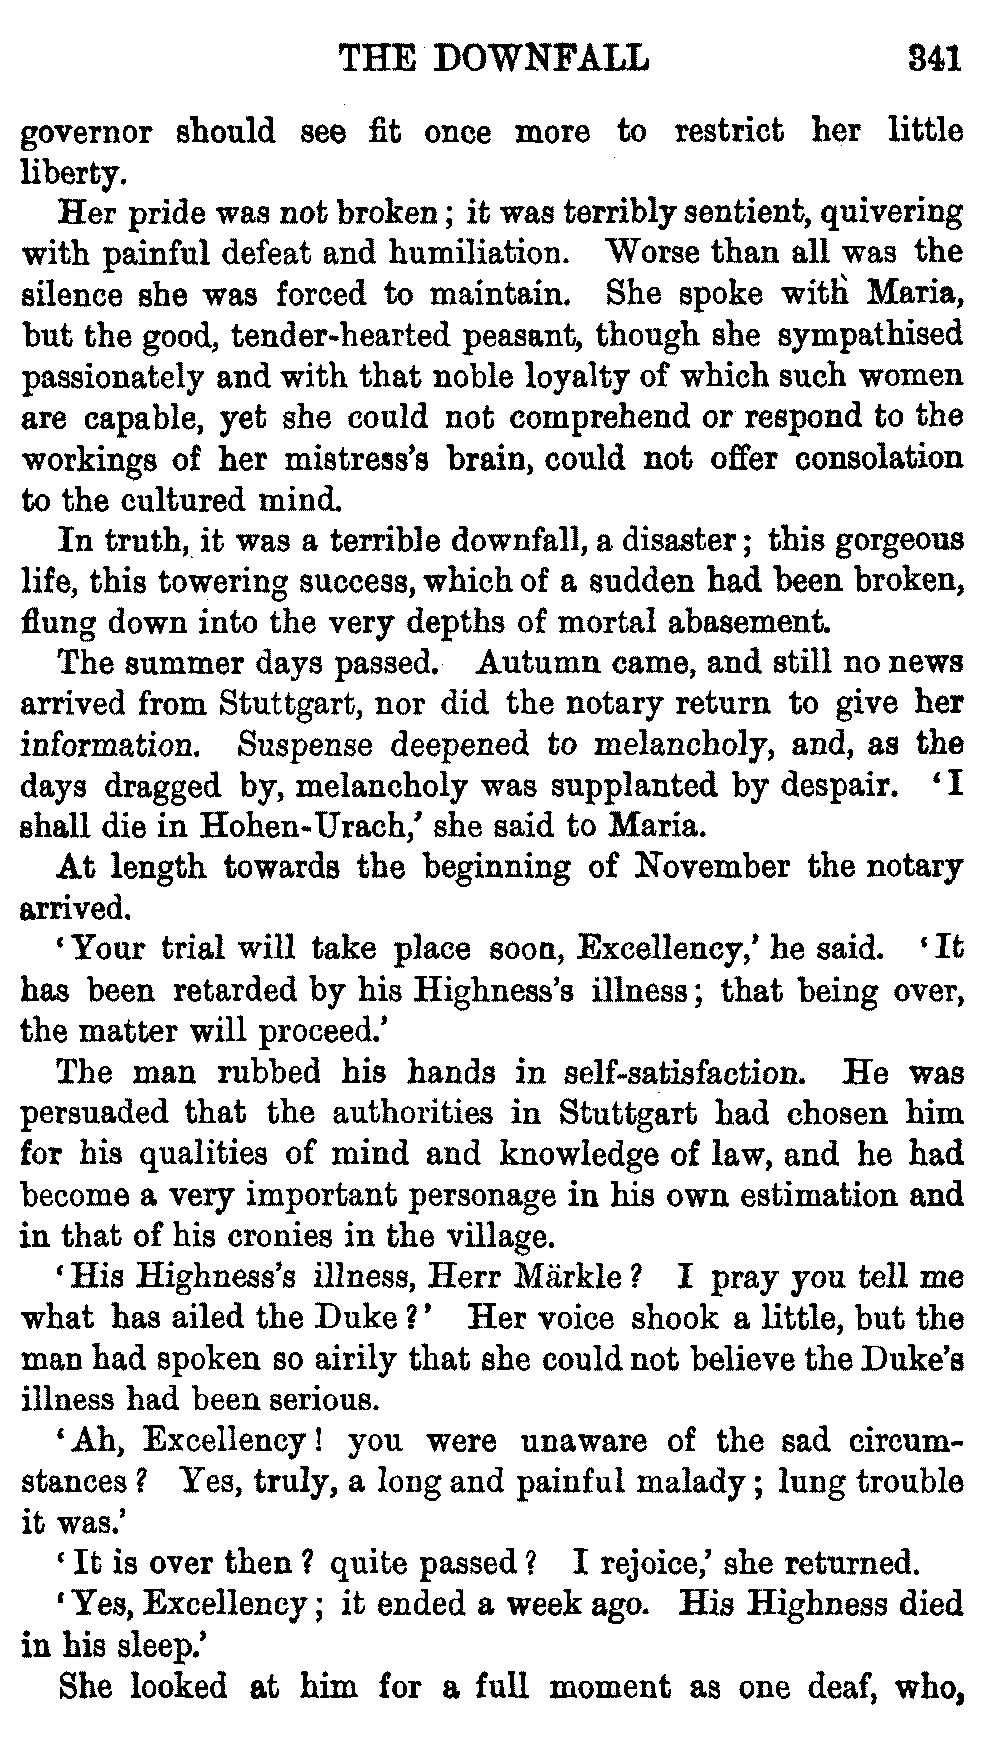 THE DOWNFALL 341
governor should see fit once more to restrict her little
liberty.
Her pride was not broken; it was terribly sentient, quivering
with painful defeat and humiliation. Worse than all was the
silence she was forced to maintain. She spoke with Maria,
but the good, tender-hearted peasant, though she sympathised
passionately and with that noble loyalty of which such women
are capable, yet she could not comprehend or respond to the
workings of her mistress's brain, could not offer consolation
to the cultured mind.
In truth, it was a terrible downfall, a disaster; this gorgeous
life, this towering success, which of a sudden had been broken,
flung down into the very depths of mortal abasement.
The summer days passed. Autumn came, and still no news
arrived from Stuttgart, nor did the notary return to give her
information. Suspense deepened to melancholy, and, as the
days dragged by, melancholy was supplanted by despair. 'I
shall die in Hohen-Urach,' she said to Maria.
At length towards the beginning of November the notary
arrived.
'Your trial will take place soon, Excellency,' he said. 'It
has been retarded by his Highness's illness; that being over,
the matter will proceed.'
The man rubbed his hands in self-satisfaction. He was
persuaded that the authorities in Stuttgart had chosen him
for his qualities of mind and knowledge of law, and he had
become a very important personage in his own estimation and
in that of his cronies in the village.
'His Highness's illness, Herr Märkle? I pray you tell me
what has ailed the Duke?' Her voice shook a little, but the
man had spoken so airily that she could not believe the Duke's
illness had been serious.
'Ah, Excellency! you were unaware of the sad circum-
stances? Yes, truly, a long and painful malady; lung trouble
it was.'
'It is over then? quite passed? I rejoice,' she returned.
'Yes, Excellency; it ended a week ago. His Highness died
in his sleep.'
She looked at him for a full moment as one deaf, who,